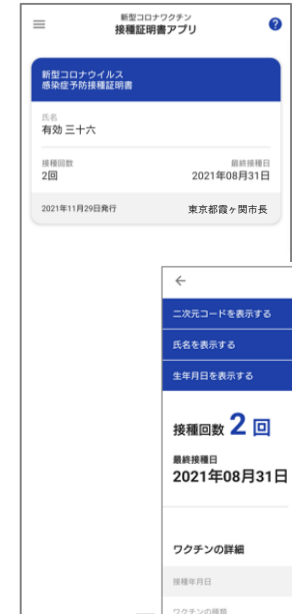 新型コロナワクチン
接種証明書アプリ
?
新型コロナウイルス
感染症予防接種証明書
氏名
有効 三十六
接種回数
最終接種日
2回
2021年08月31日
2021年11月29日発行
東京都霞ヶ関市長
←
二次元コードを表示する
氏名を表示する
生年月日を表示する
接種回数 2 回
最終接種日
2021年08月31日
ワクチンの詳細
接種年月日
ワクチンの種類